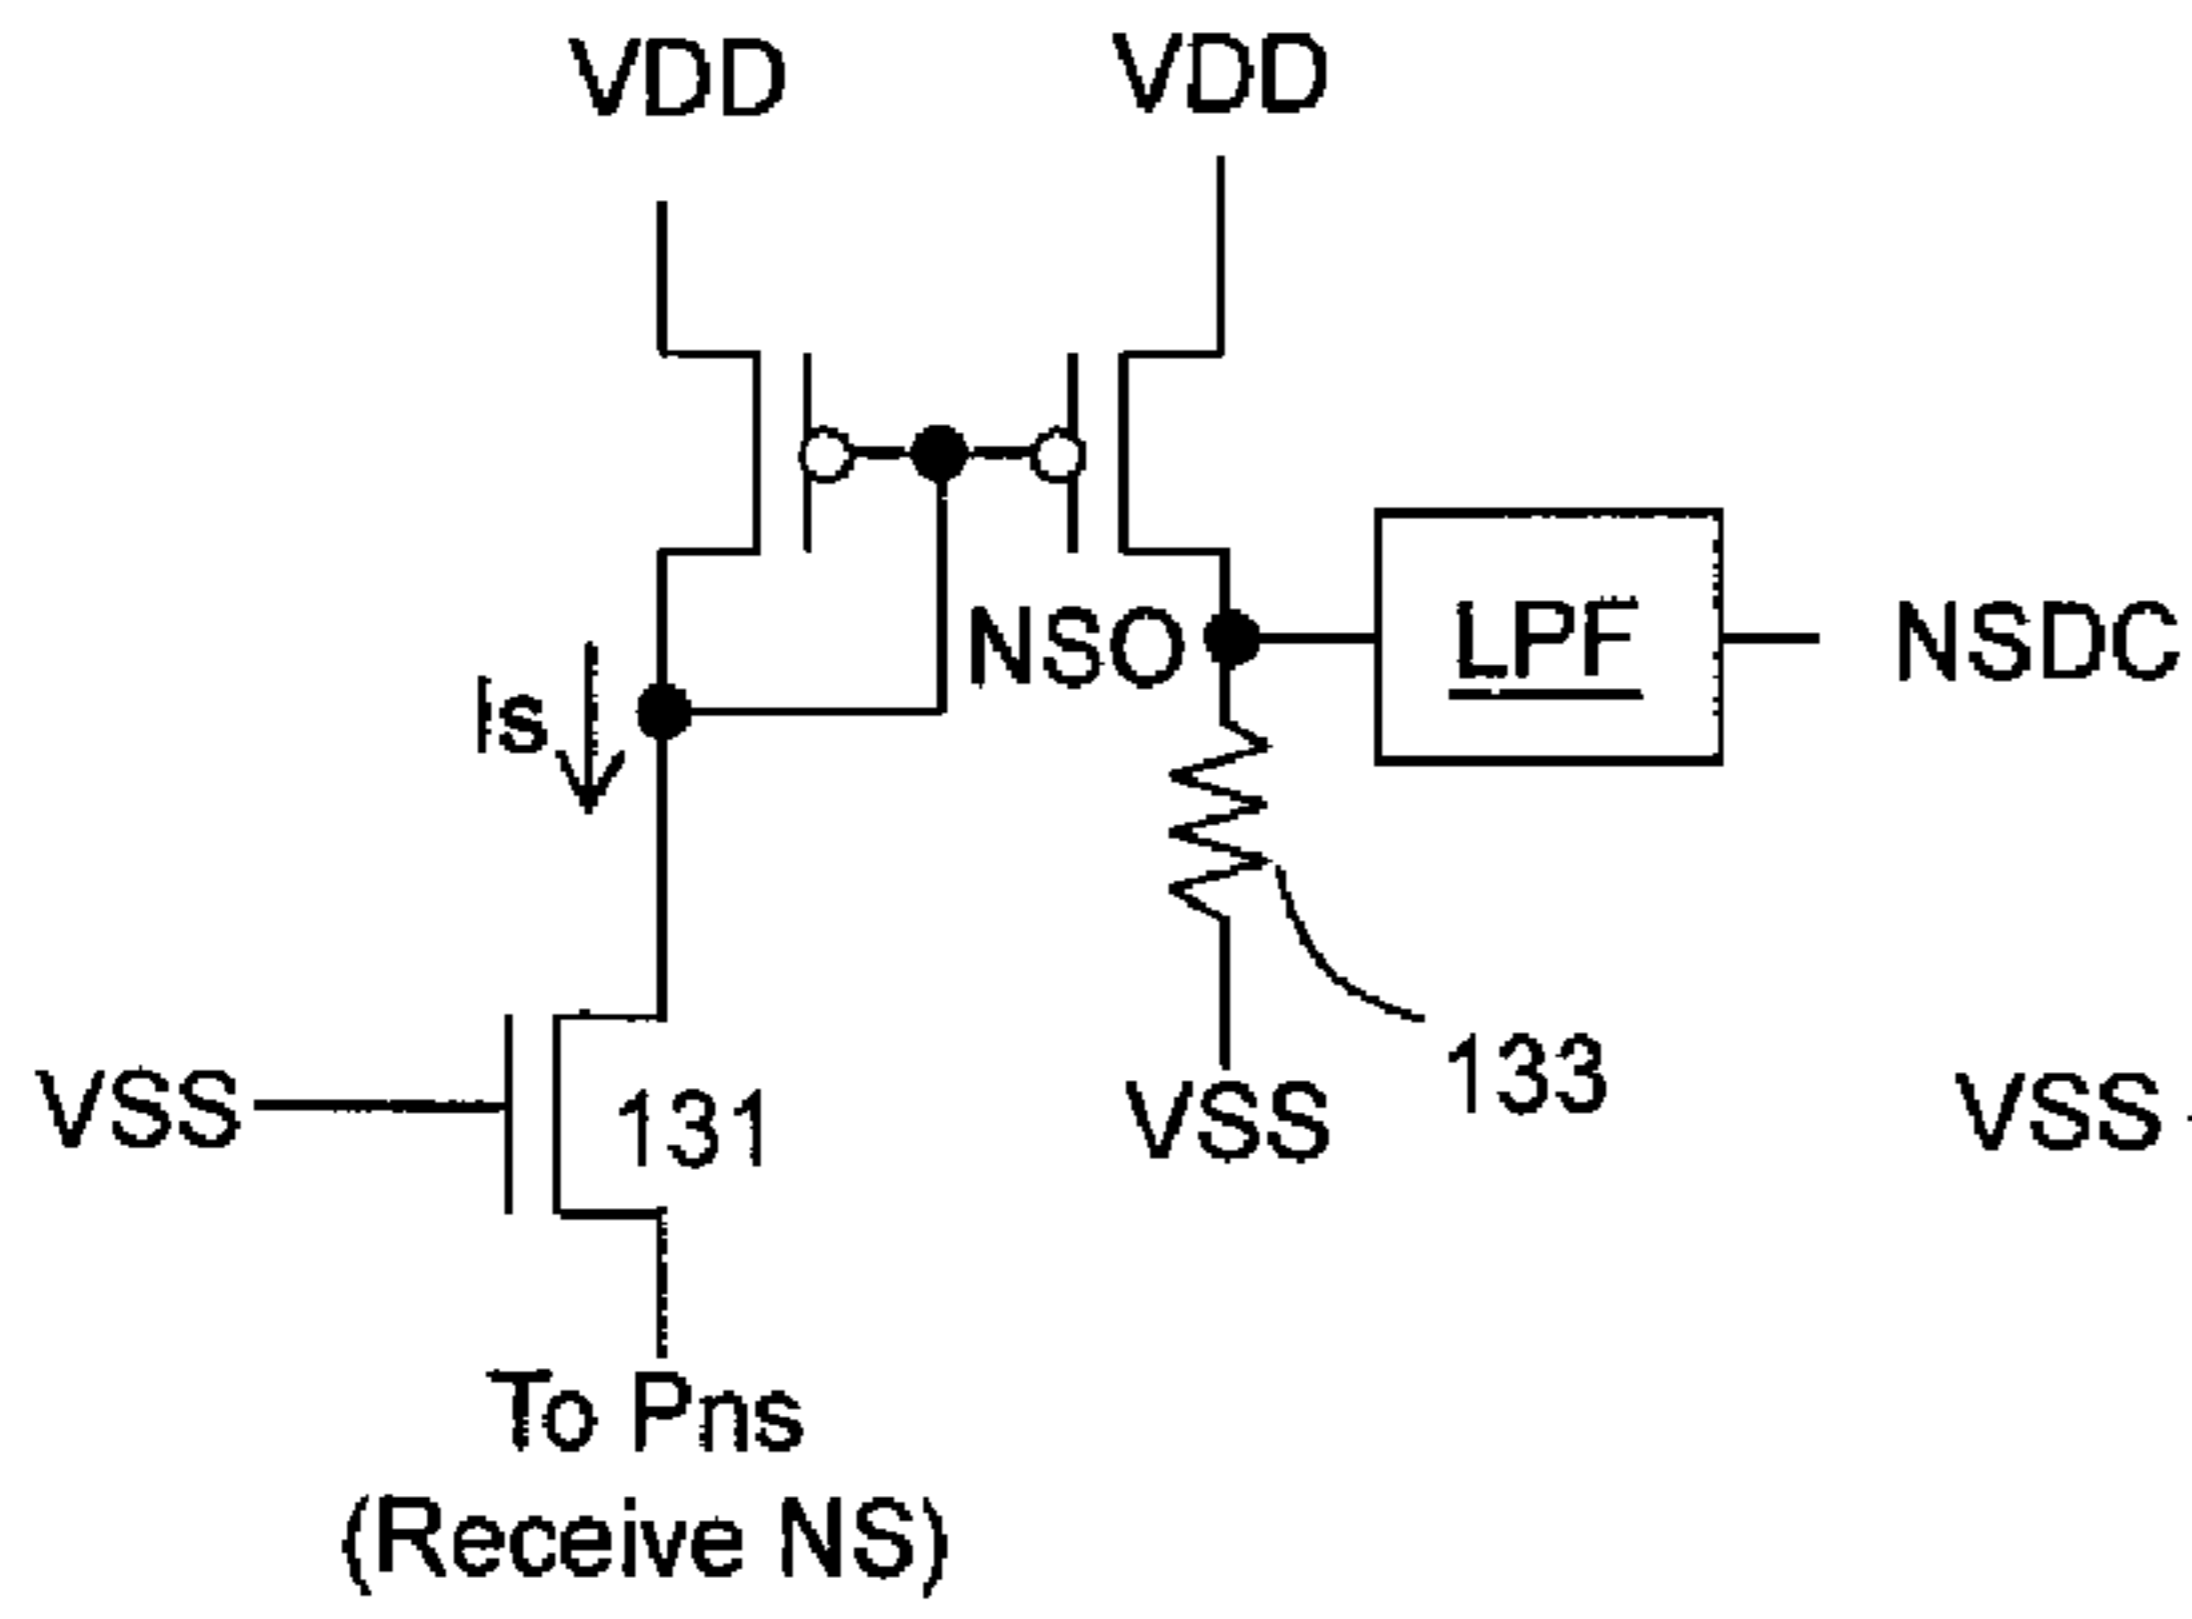 VDD VDD
NSO LPF NSDC
Is
VSS 131 VSS 133 VSS
To Pns
(Receive NS)